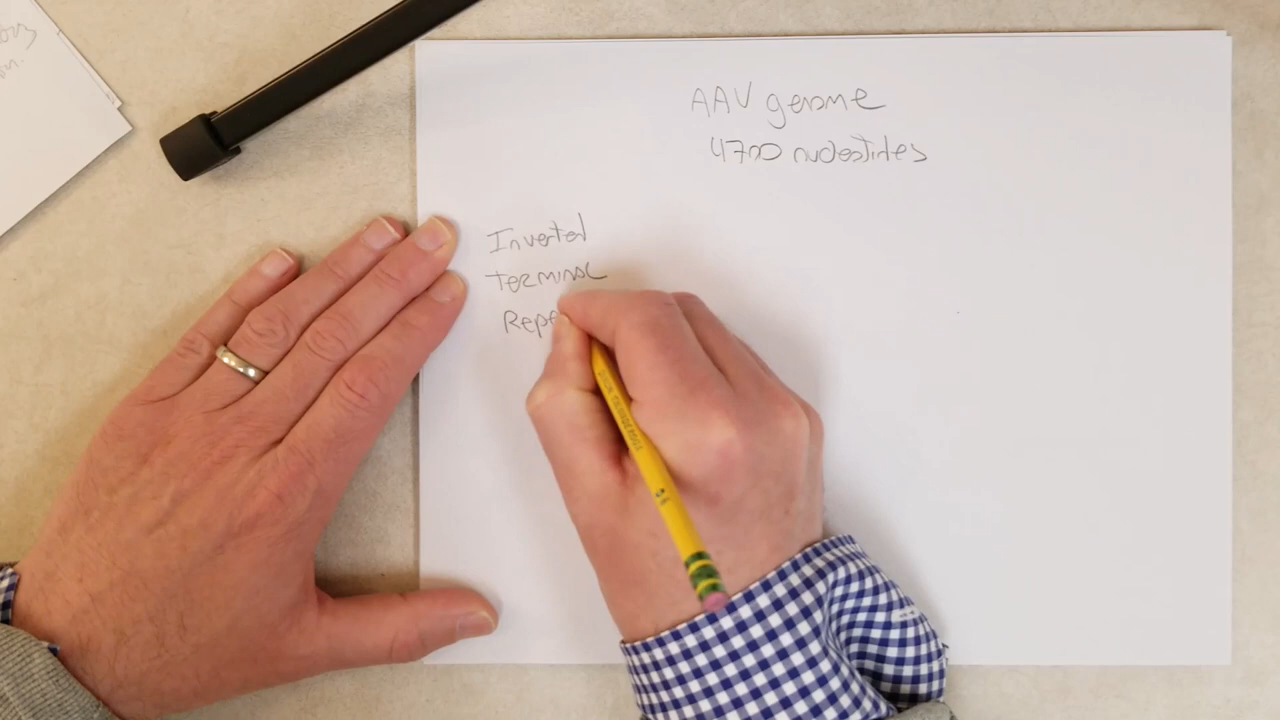 AAV genome
4700 nucleotides
Inverted
Terminal
Repe